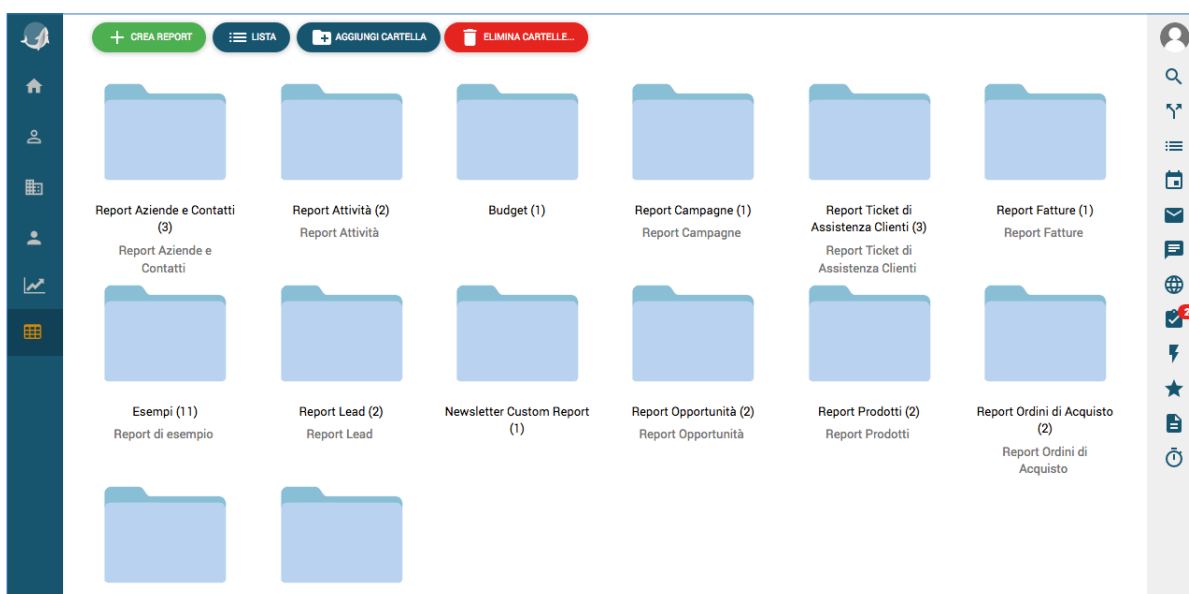 CREA REPORT
LISTA
AGGIUNGI CARTELLA
ELIMINA CARTELLE...
Report Aziende e Contatti
(3)
Report Aziende e
Contatti
Report Attività (2)
Report Attività
Budget (1)
Report Campagne (1)
Report Campagne
Report Ticket di
Assistenza Clienti (3)
Report Ticket di
Assistenza Clienti
Report Fatture (1)
Report Fatture
2
Esempi (11)
Report di esempio
Report Lead (2)
Report Lead
Newsletter Custom Report
(1)
Report Opportunità (2)
Report Opportunità
Report Prodotti (2)
Report Prodotti
Report Ordini di Acquisto
(2)
Report Ordini di
Acquisto